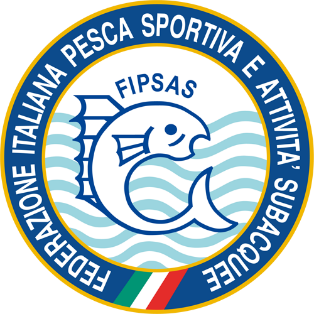 FEDERAZIONE ITALIANA PESCA SPORTIVA E ATTIVITA' SUBACQUEE
FIPSAS